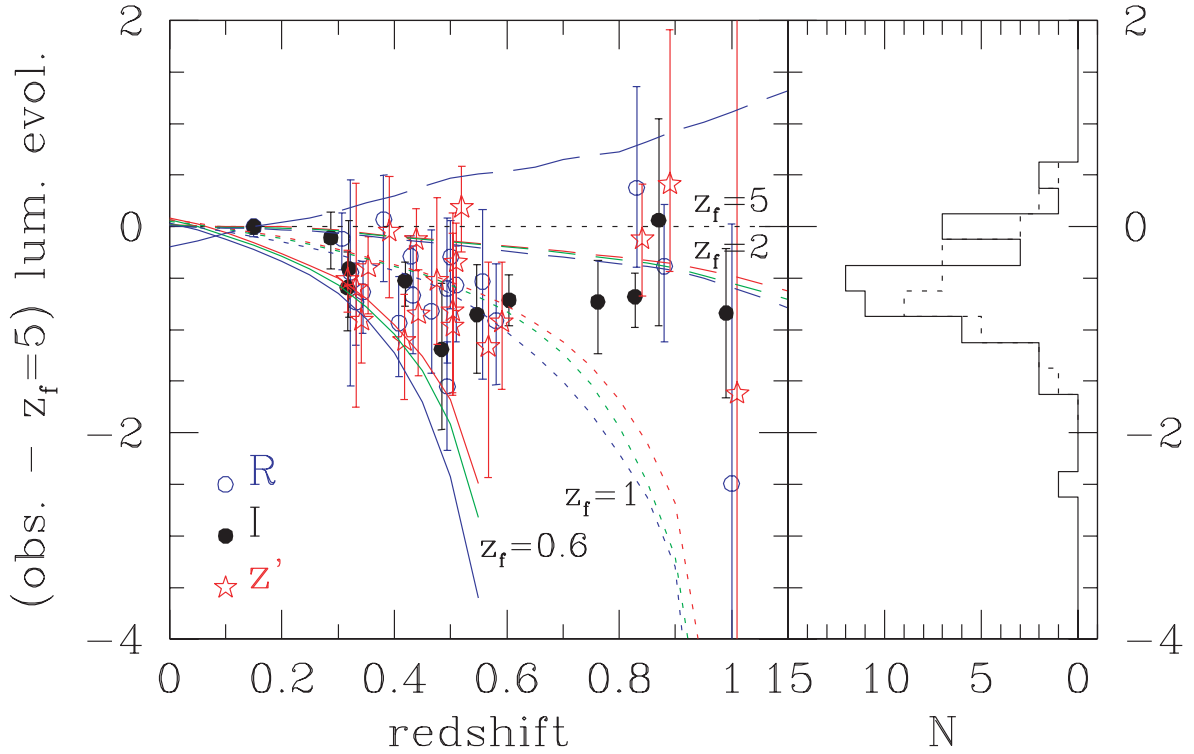 (obs. − z_f=5) lum. evol.
2
0
−2
−4
z_f=5
z_f=2
z_f=1
z_f=0.6
R
I
z'
2
0
−2
−4
0
0.2
0.4
0.6
0.8
1
15
10
5
0
redshift
N